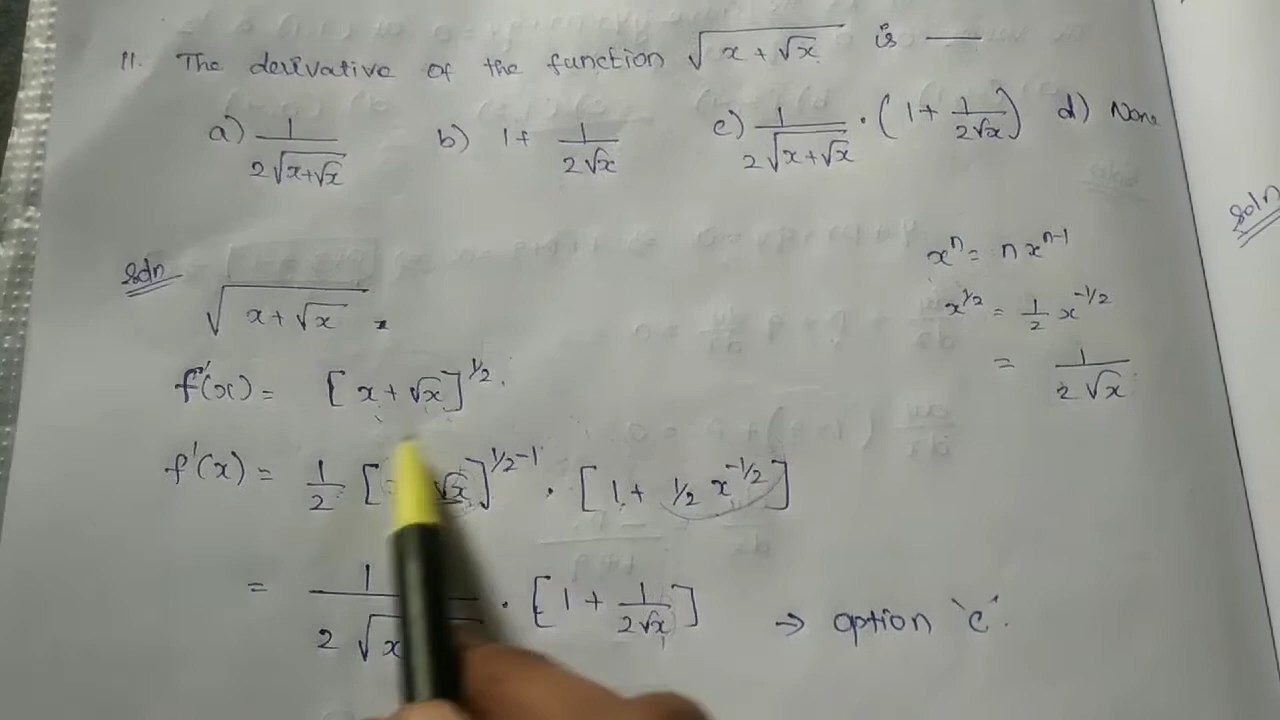 11. The derivative of the function √(x + √x) is —
a) 1/(2√(x+√x)) b) 1+ 1/(2√x) c) 1/(2√(x+√x)) · (1 + 1/(2√x)) d) None
Soln
√(x + √x)
f'(x) = [x + √x]^(1/2).
f'(x) = 1/2 [ √x]^(1/2-1) · [1 + 1/2 x^(-1/2)]
= 1/(2√(x · [1 + 1/(2√x)] → option 'c'.
x^n = n x^(n-1)
x^(1/2) = 1/2 x^(-1/2)
= 1/(2√x)
Soln